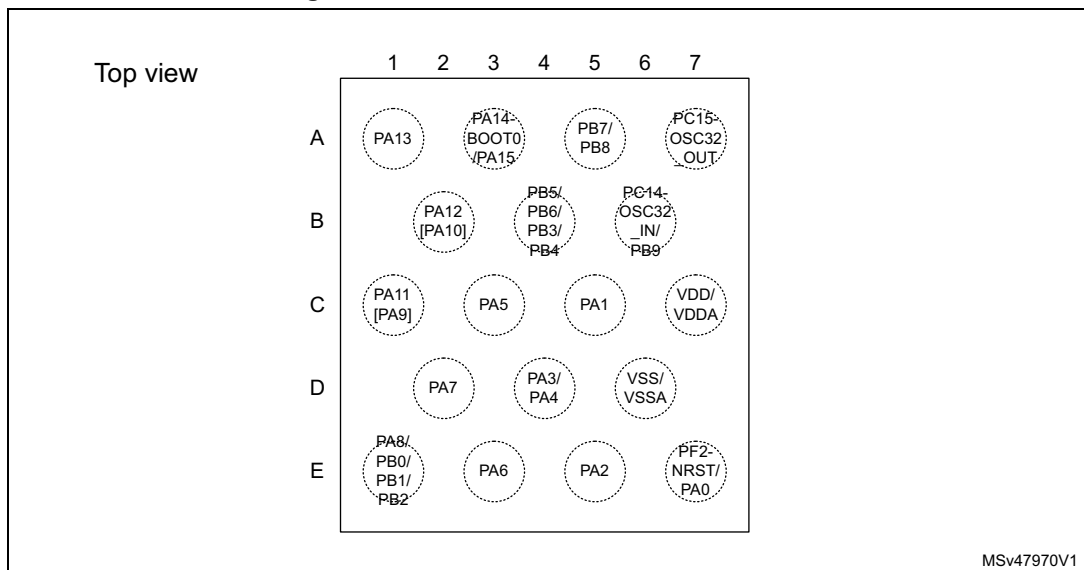 Top view
1 2 3 4 5 6 7
A
PA13
PA14-
BOOT0
/PA15
PB7/
PB8
PC15-
OSC32
_OUT
B
PA12
[PA10]
PB5/
PB6/
PB3/
PB4
PC14-
OSC32
_IN/
PB9
C
PA11
[PA9]
PA5
PA1
VDD/
VDDA
D
PA7
PA3/
PA4
VSS/
VSSA
E
PA8/
PB0/
PB1/
PB2
PA6
PA2
PF2-
NRST/
PA0
MSv47970V1